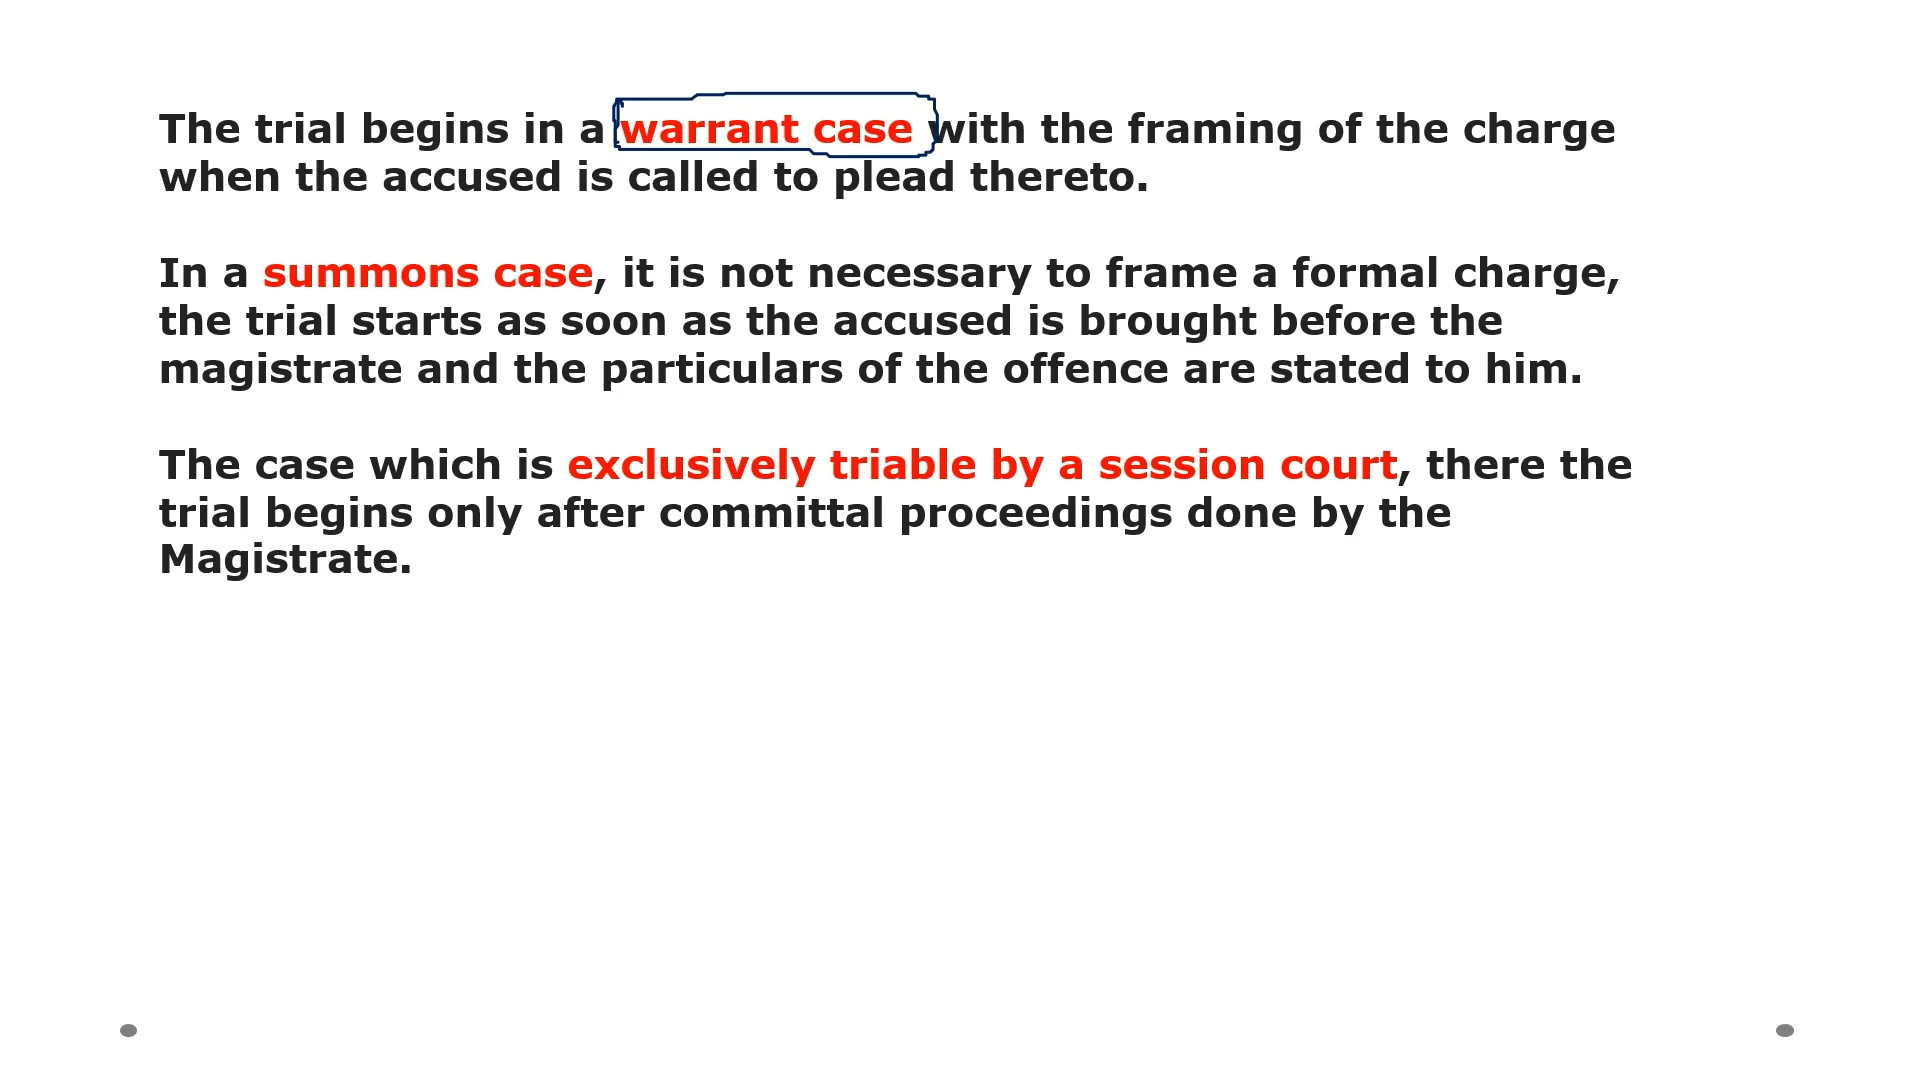 The trial begins in a warrant case with the framing of the charge
when the accused is called to plead thereto.
In a summons case, it is not necessary to frame a formal charge,
the trial starts as soon as the accused is brought before the
magistrate and the particulars of the offence are stated to him.
The case which is exclusively triable by a session court, there the
trial begins only after committal proceedings done by the
Magistrate.